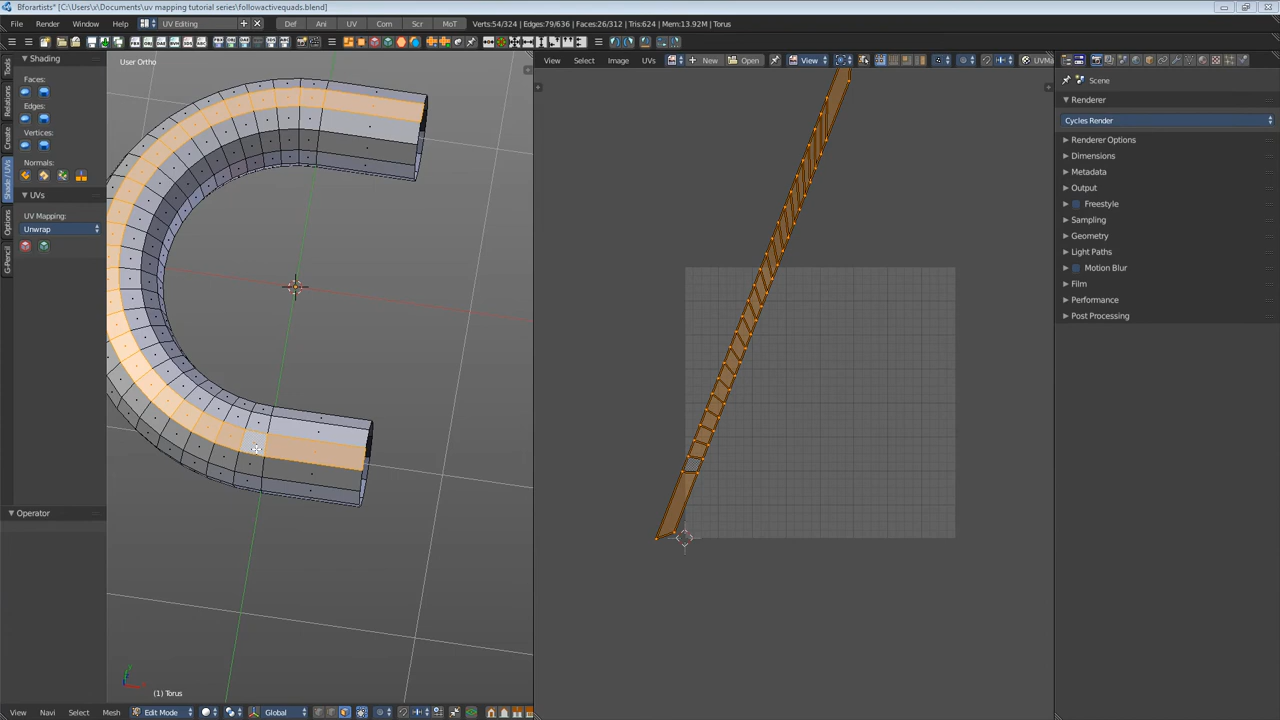 Bforartists* [C:\Users\x\Documents\uv mapping tutorial series\followactivequads.blend]
File Render Window Help UV Editing Def Ani UV Com Scr MoT Verts:54/324 | Edges:79/636 | Faces:26/312 | Tris:624 | Mem:13.92M | Torus
Shading
Faces:
Edges:
Vertices:
Normals:
UVs
UV Mapping:
Unwrap
Operator
Tools
Relations
Create
Shade / UVs
Options
G-Pencil
User Ortho
(1) Torus
View Navi Select Mesh Edit Mode Global
View Select Image UVs New Open View UVMa
Scene
Renderer
Cycles Render
Renderer Options
Dimensions
Metadata
Output
Freestyle
Sampling
Geometry
Light Paths
Motion Blur
Film
Performance
Post Processing